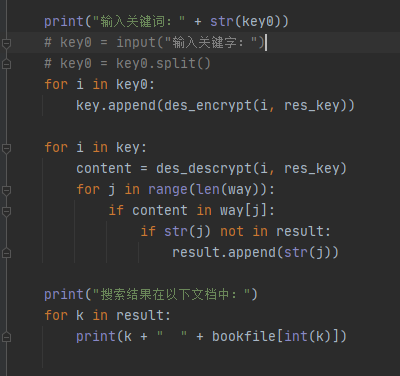 print("输入关键词：" + str(key0))
# key0 = input("输入关键字：")
# key0 = key0.split()
for i in key0:
    key.append(des_encrypt(i, res_key))

for i in key:
    content = des_descrypt(i, res_key)
    for j in range(len(way)):
        if content in way[j]:
            if str(j) not in result:
                result.append(str(j))

print("搜索结果在以下文档中：")
for k in result:
    print(k + "  " + bookfile[int(k)])